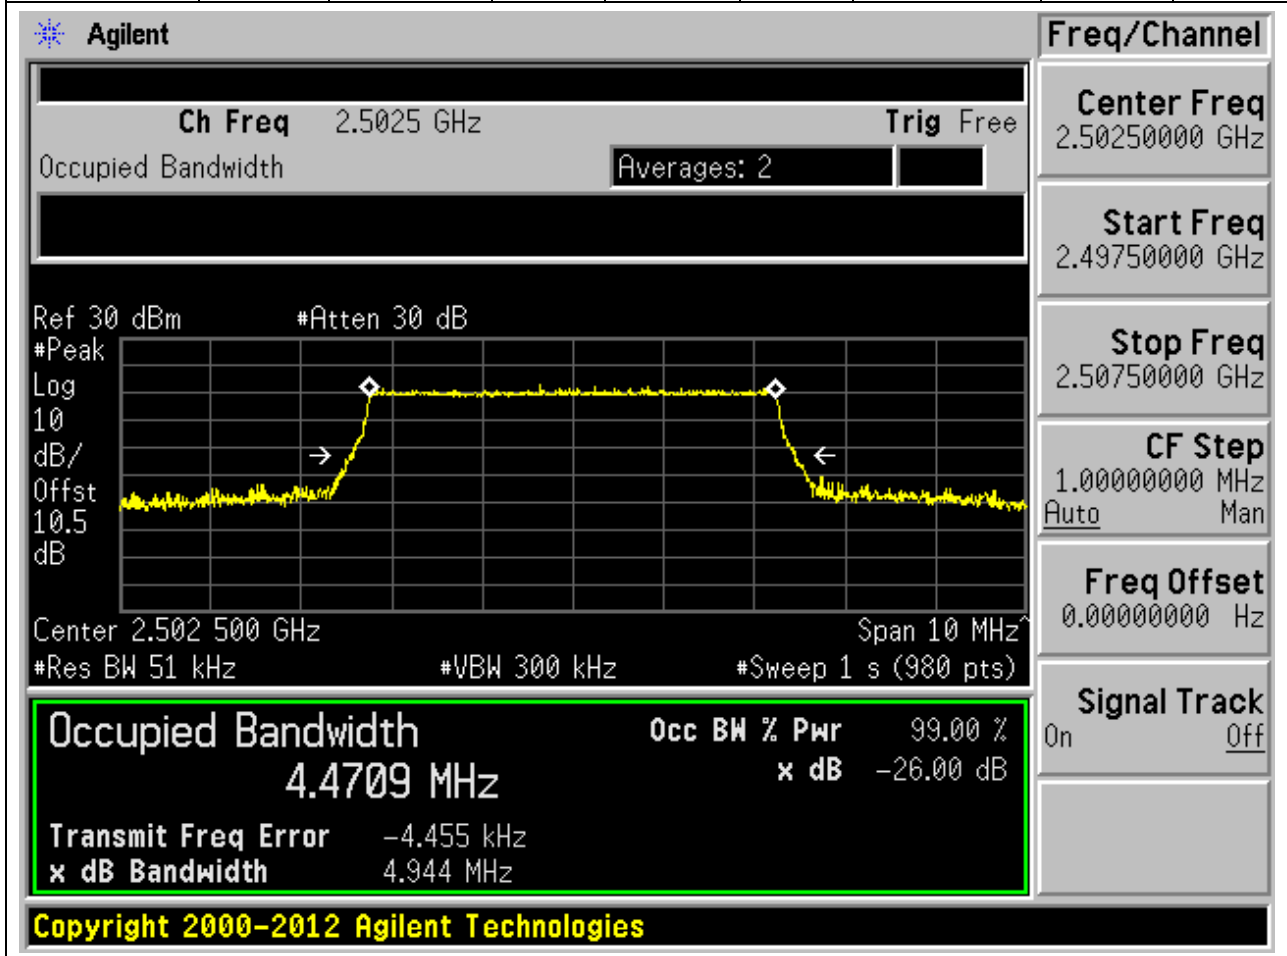 Agilent
Freq/Channel
Ch Freq 2.5025 GHz Trig Free
Occupied Bandwidth Averages: 2
Center Freq
2.50250000 GHz
Start Freq
2.49750000 GHz
Stop Freq
2.50750000 GHz
CF Step
1.00000000 MHz
Auto Man
Freq Offset
0.00000000 Hz
Signal Track
On Off
Ref 30 dBm #Atten 30 dB
#Peak
Log
10
dB/
Offst
10.5
dB
Center 2.502 500 GHz Span 10 MHz^
#Res BW 51 kHz #VBW 300 kHz #Sweep 1 s (980 pts)
Occupied Bandwidth Occ BW % Pwr 99.00 %
4.4709 MHz x dB -26.00 dB
Transmit Freq Error -4.455 kHz
x dB Bandwidth 4.944 MHz
Copyright 2000-2012 Agilent Technologies